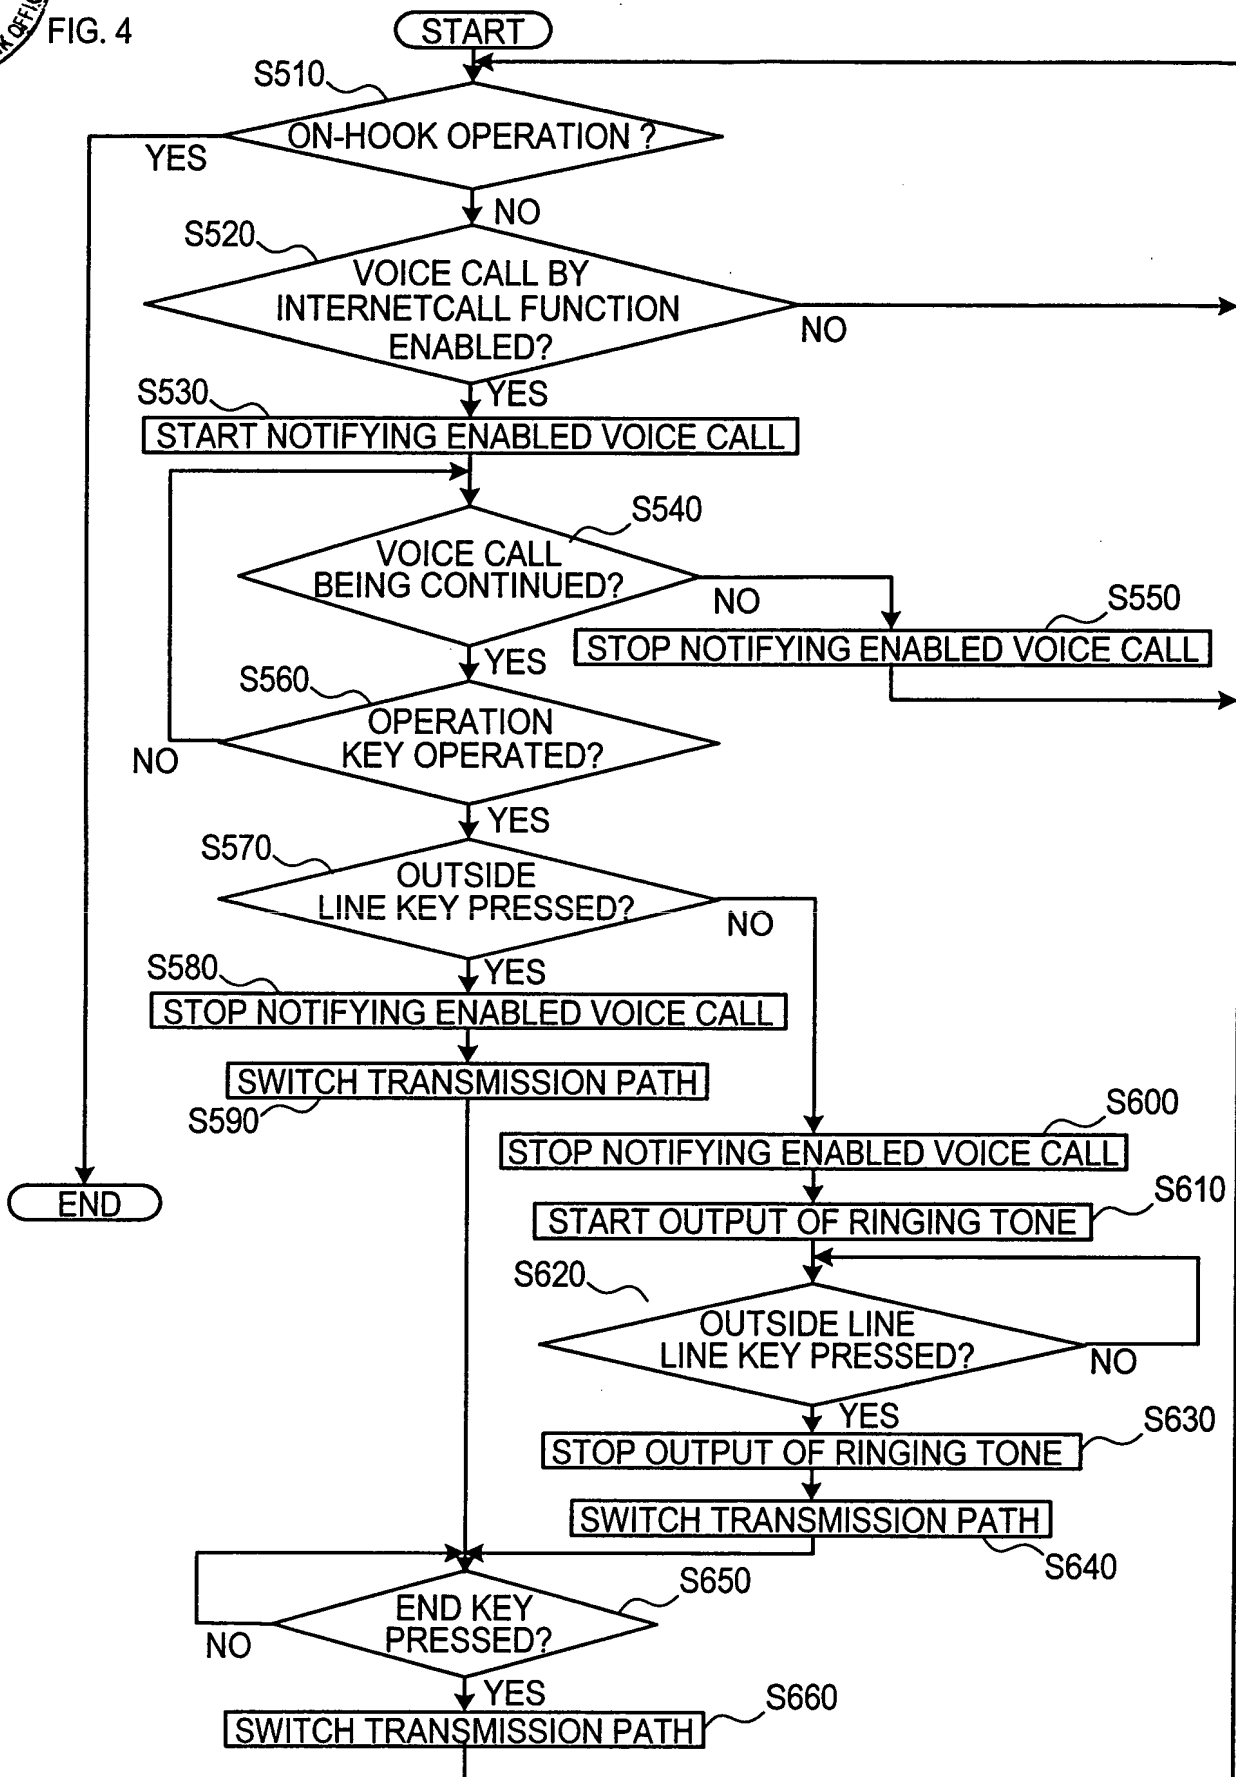 FIG. 4
START
S510
ON-HOOK OPERATION ?
YES
NO
S520
VOICE CALL BY
INTERNETCALL FUNCTION
ENABLED?
NO
YES
S530
START NOTIFYING ENABLED VOICE CALL
S540
VOICE CALL
BEING CONTINUED?
NO
S550
STOP NOTIFYING ENABLED VOICE CALL
YES
S560
OPERATION
KEY OPERATED?
NO
YES
S570
OUTSIDE
LINE KEY PRESSED?
NO
YES
S580
STOP NOTIFYING ENABLED VOICE CALL
SWITCH TRANSMISSION PATH
S590
S600
STOP NOTIFYING ENABLED VOICE CALL
END
S610
START OUTPUT OF RINGING TONE
S620
OUTSIDE LINE
LINE KEY PRESSED?
NO
YES
S630
STOP OUTPUT OF RINGING TONE
SWITCH TRANSMISSION PATH
S640
S650
END KEY
PRESSED?
NO
YES
S660
SWITCH TRANSMISSION PATH